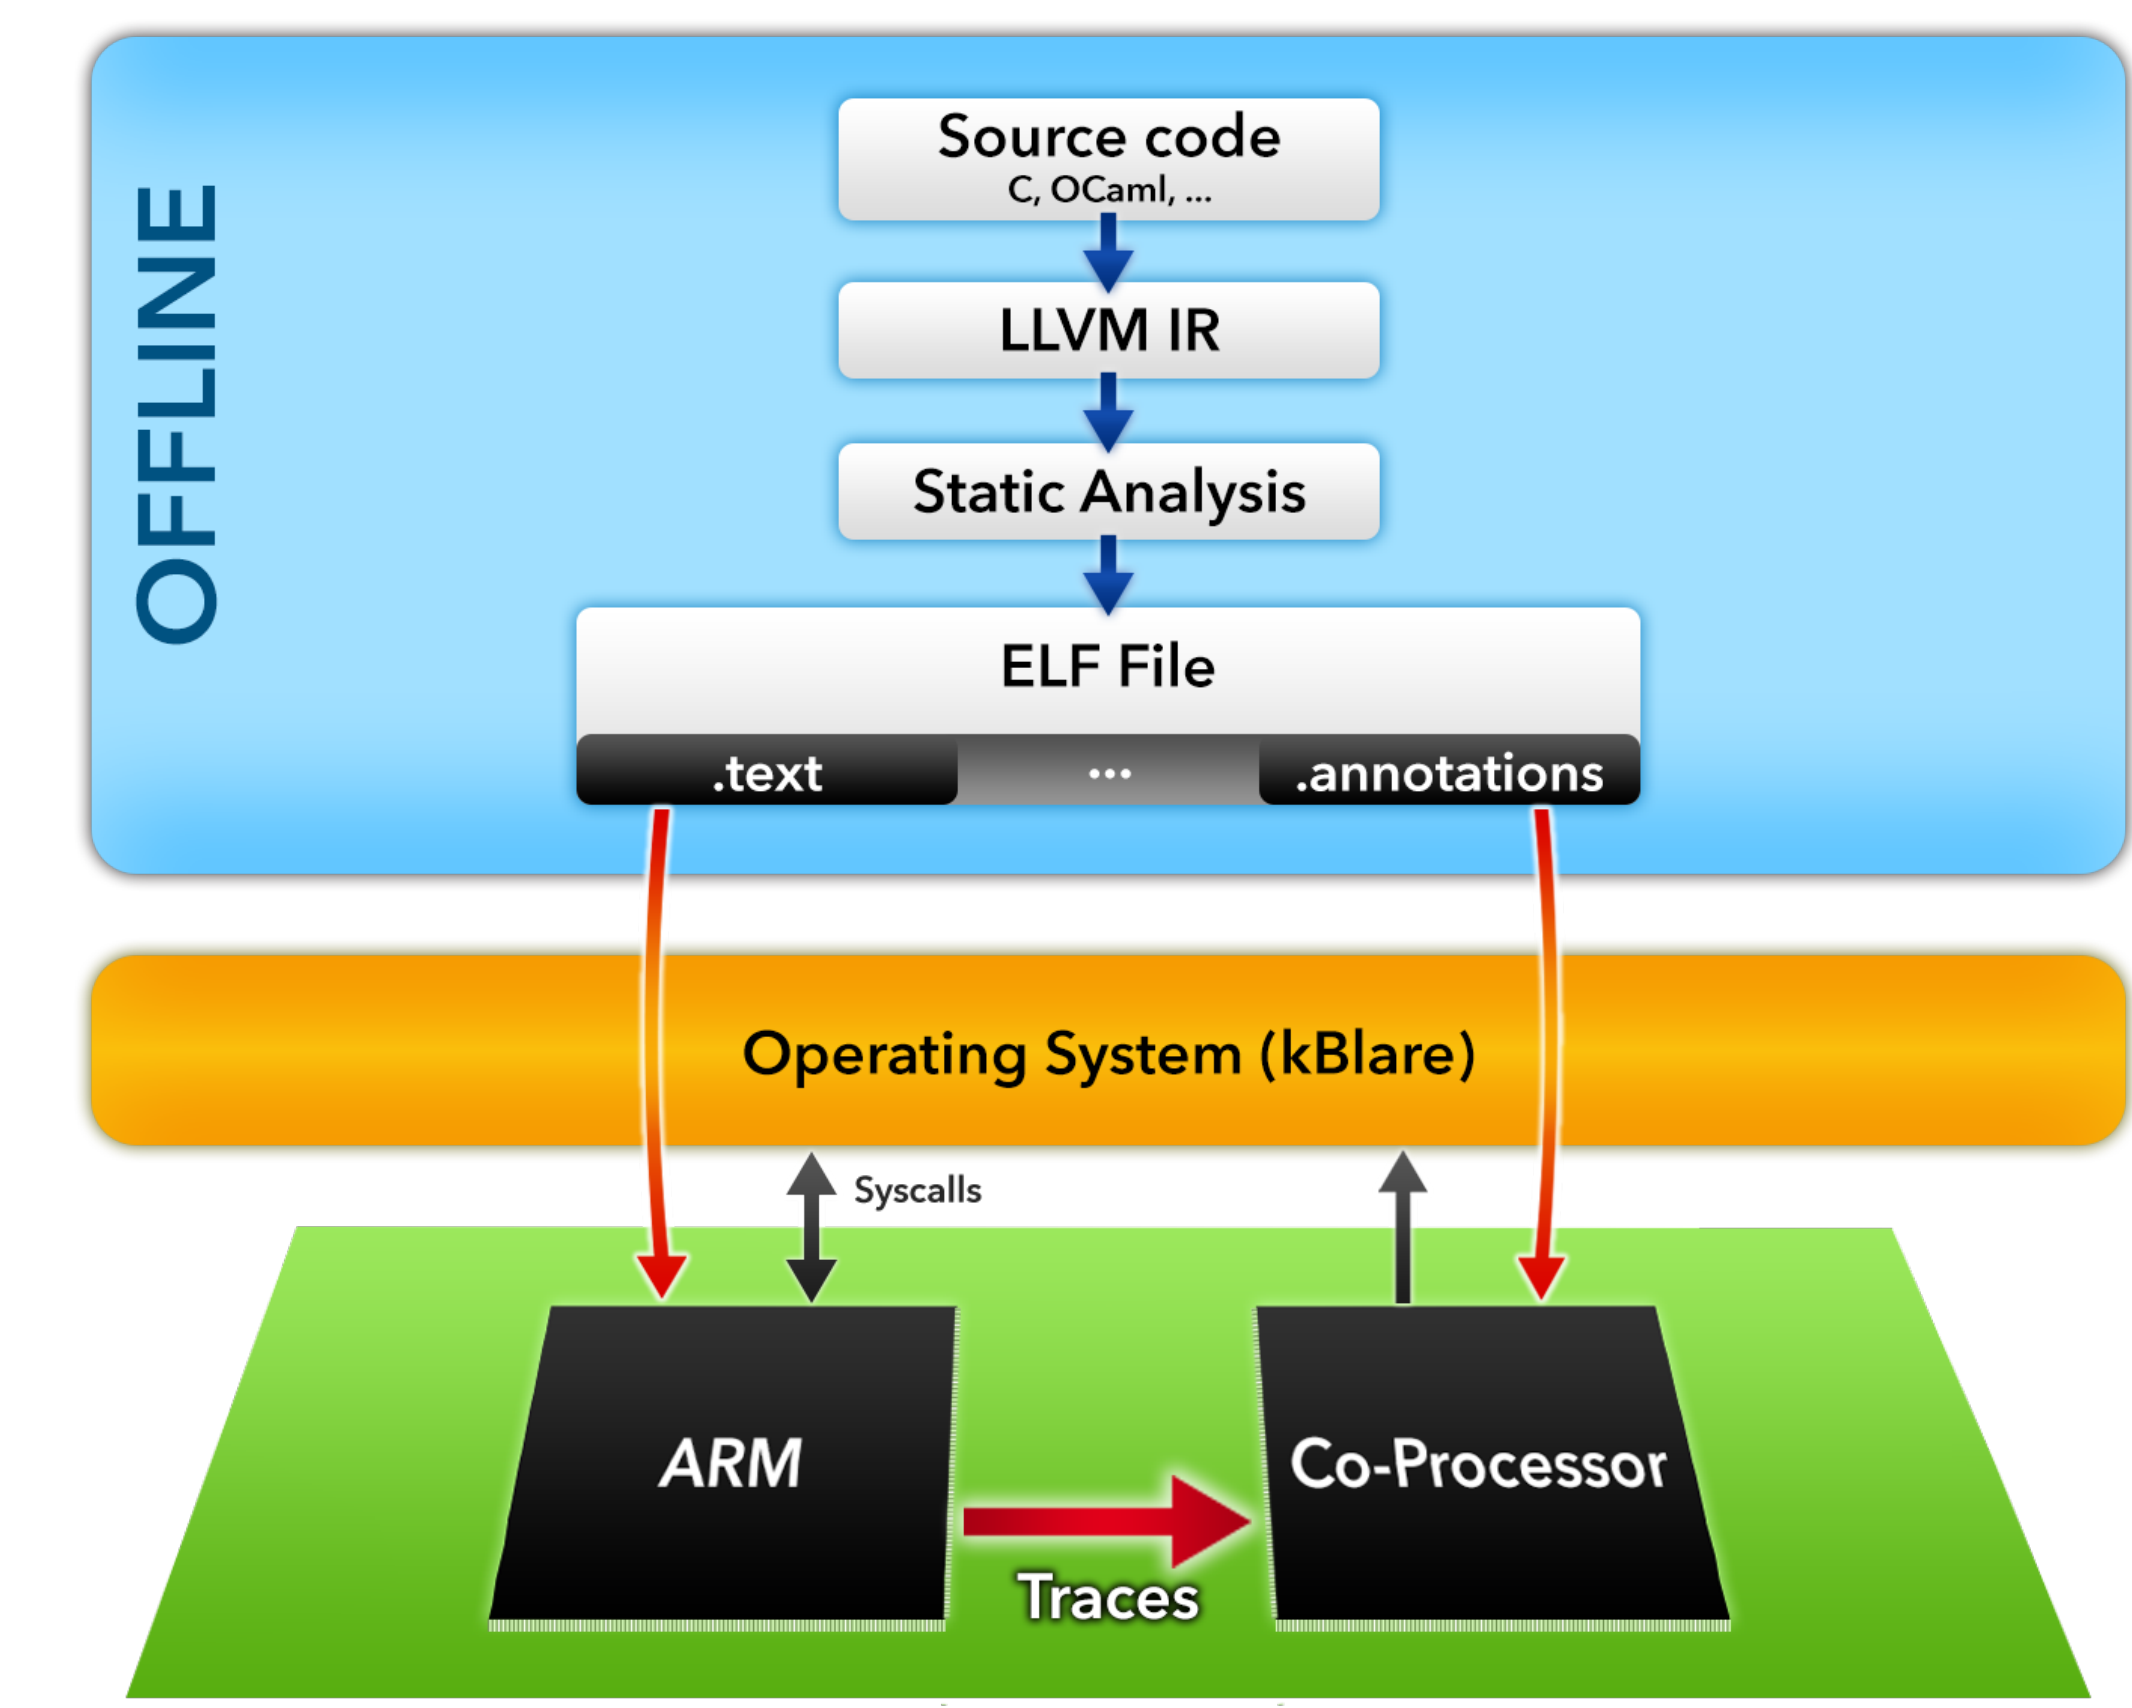 OFFLINE
Source code
C, OCaml, ...
LLVM IR
Static Analysis
ELF File
.text ... .annotations
Operating System (kBlare)
Syscalls
ARM
Co-Processor
Traces